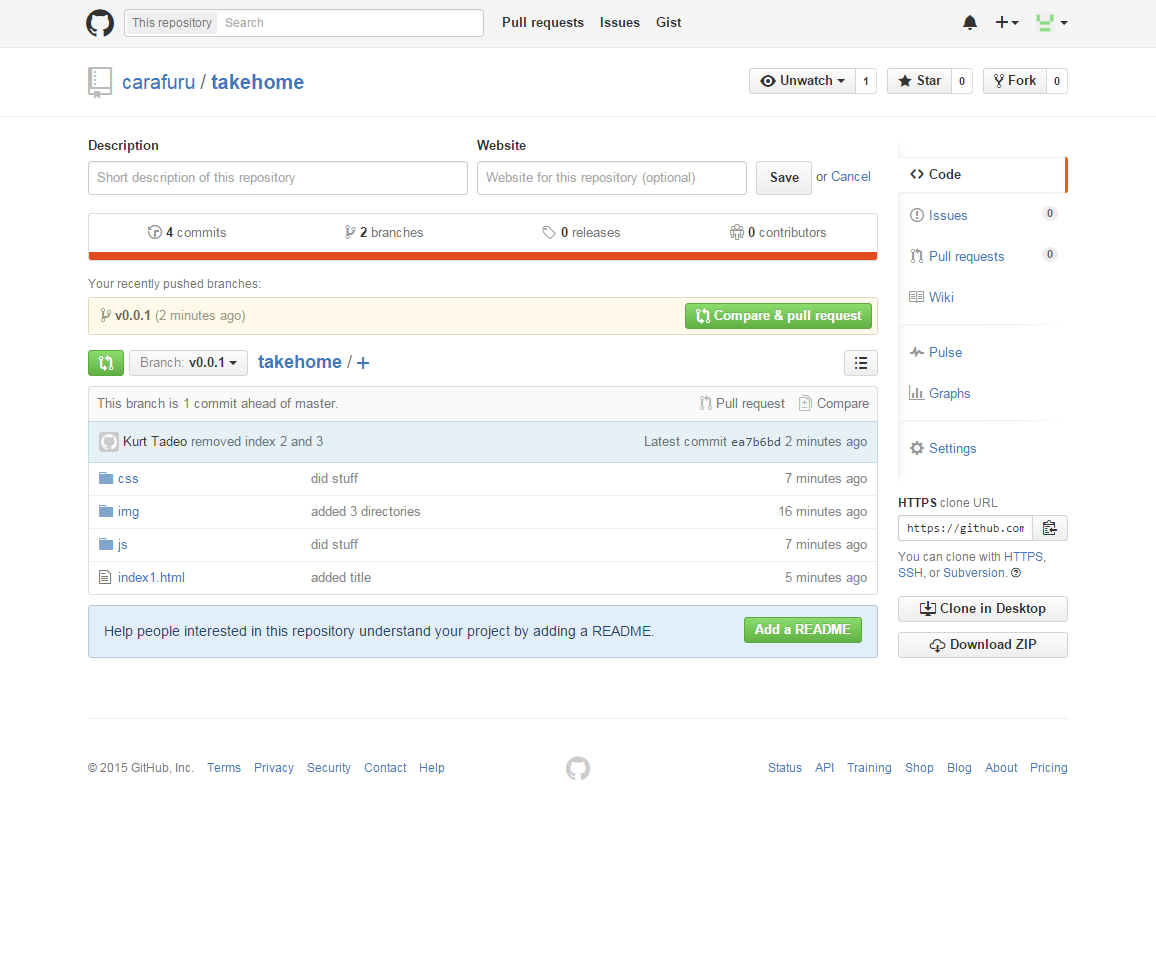 This repository Search Pull requests Issues Gist
carafuru / takehome Unwatch 1 Star 0 Fork 0
Description Website
Short description of this repository Website for this repository (optional) Save or Cancel
4 commits 2 branches 0 releases 0 contributors
Your recently pushed branches:
v0.0.1 (2 minutes ago) Compare & pull request
Branch: v0.0.1 takehome / +
This branch is 1 commit ahead of master. Pull request Compare
Kurt Tadeo removed index 2 and 3 Latest commit ea7b6bd 2 minutes ago
css did stuff 7 minutes ago
img added 3 directories 16 minutes ago
js did stuff 7 minutes ago
index1.html added title 5 minutes ago
Help people interested in this repository understand your project by adding a README. Add a README
Code
Issues 0
Pull requests 0
Wiki
Pulse
Graphs
Settings
HTTPS clone URL
https://github.com
You can clone with HTTPS,
SSH, or Subversion.
Clone in Desktop
Download ZIP
© 2015 GitHub, Inc. Terms Privacy Security Contact Help Status API Training Shop Blog About Pricing